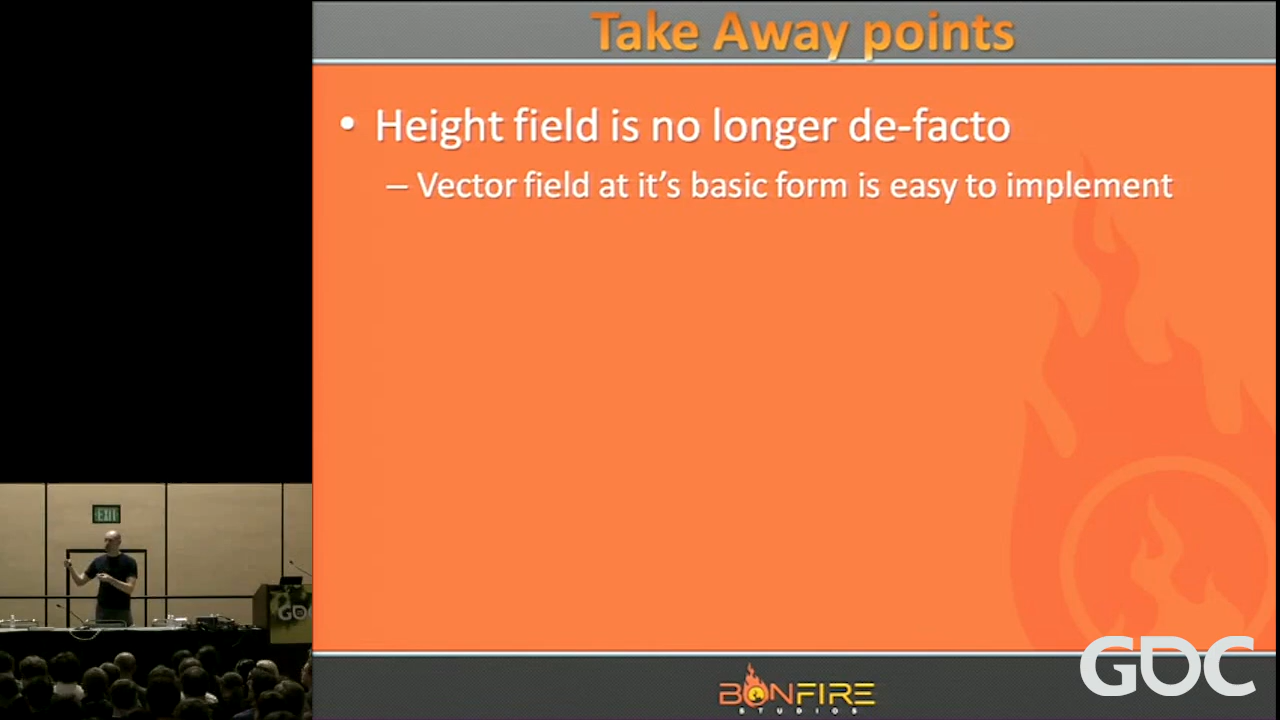 Take Away points
• Height field is no longer de-facto
– Vector field at it's basic form is easy to implement
EXIT
GDC
BONFIRE
STUDIOS
GDC